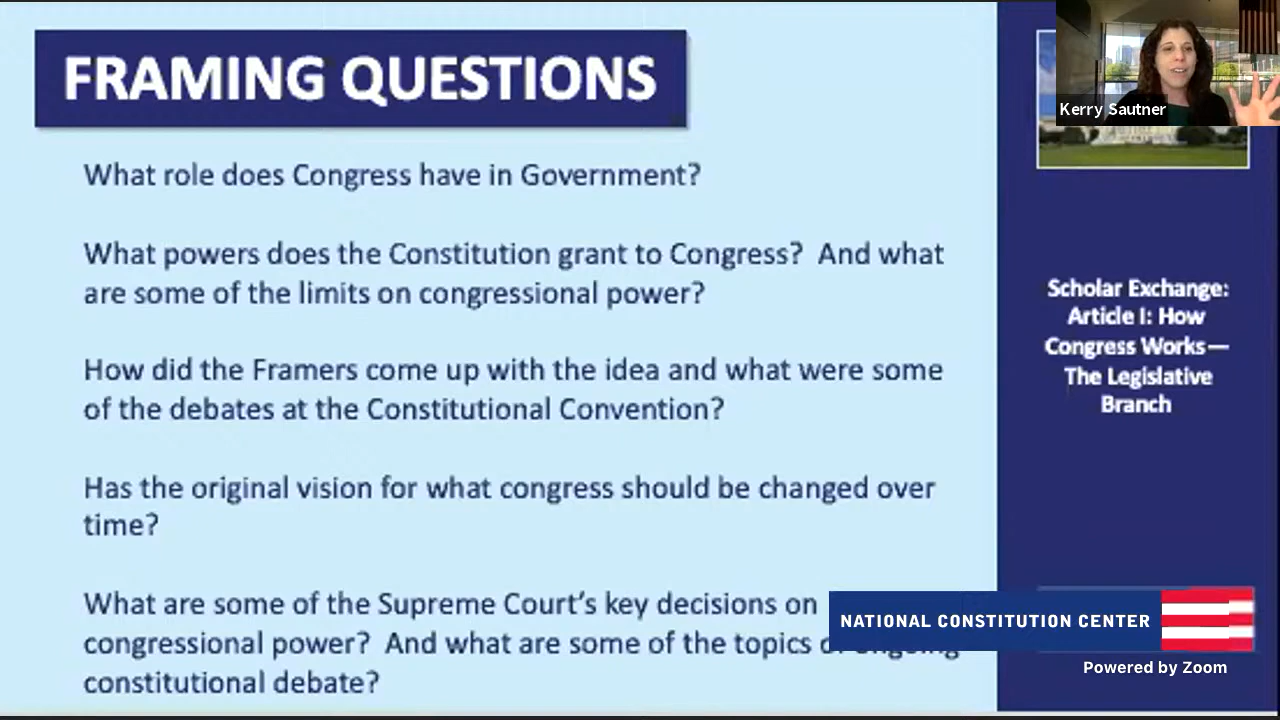 FRAMING QUESTIONS
What role does Congress have in Government?
What powers does the Constitution grant to Congress?  And what
are some of the limits on congressional power?
How did the Framers come up with the idea and what were some
of the debates at the Constitutional Convention?
Has the original vision for what congress should be changed over
time?
What are some of the Supreme Court's key decisions on
congressional power?  And what are some of the topics of ongoing
constitutional debate?
Kerry Sautner
Scholar Exchange:
Article I: How
Congress Works—
The Legislative
Branch
NATIONAL CONSTITUTION CENTER
Powered by Zoom